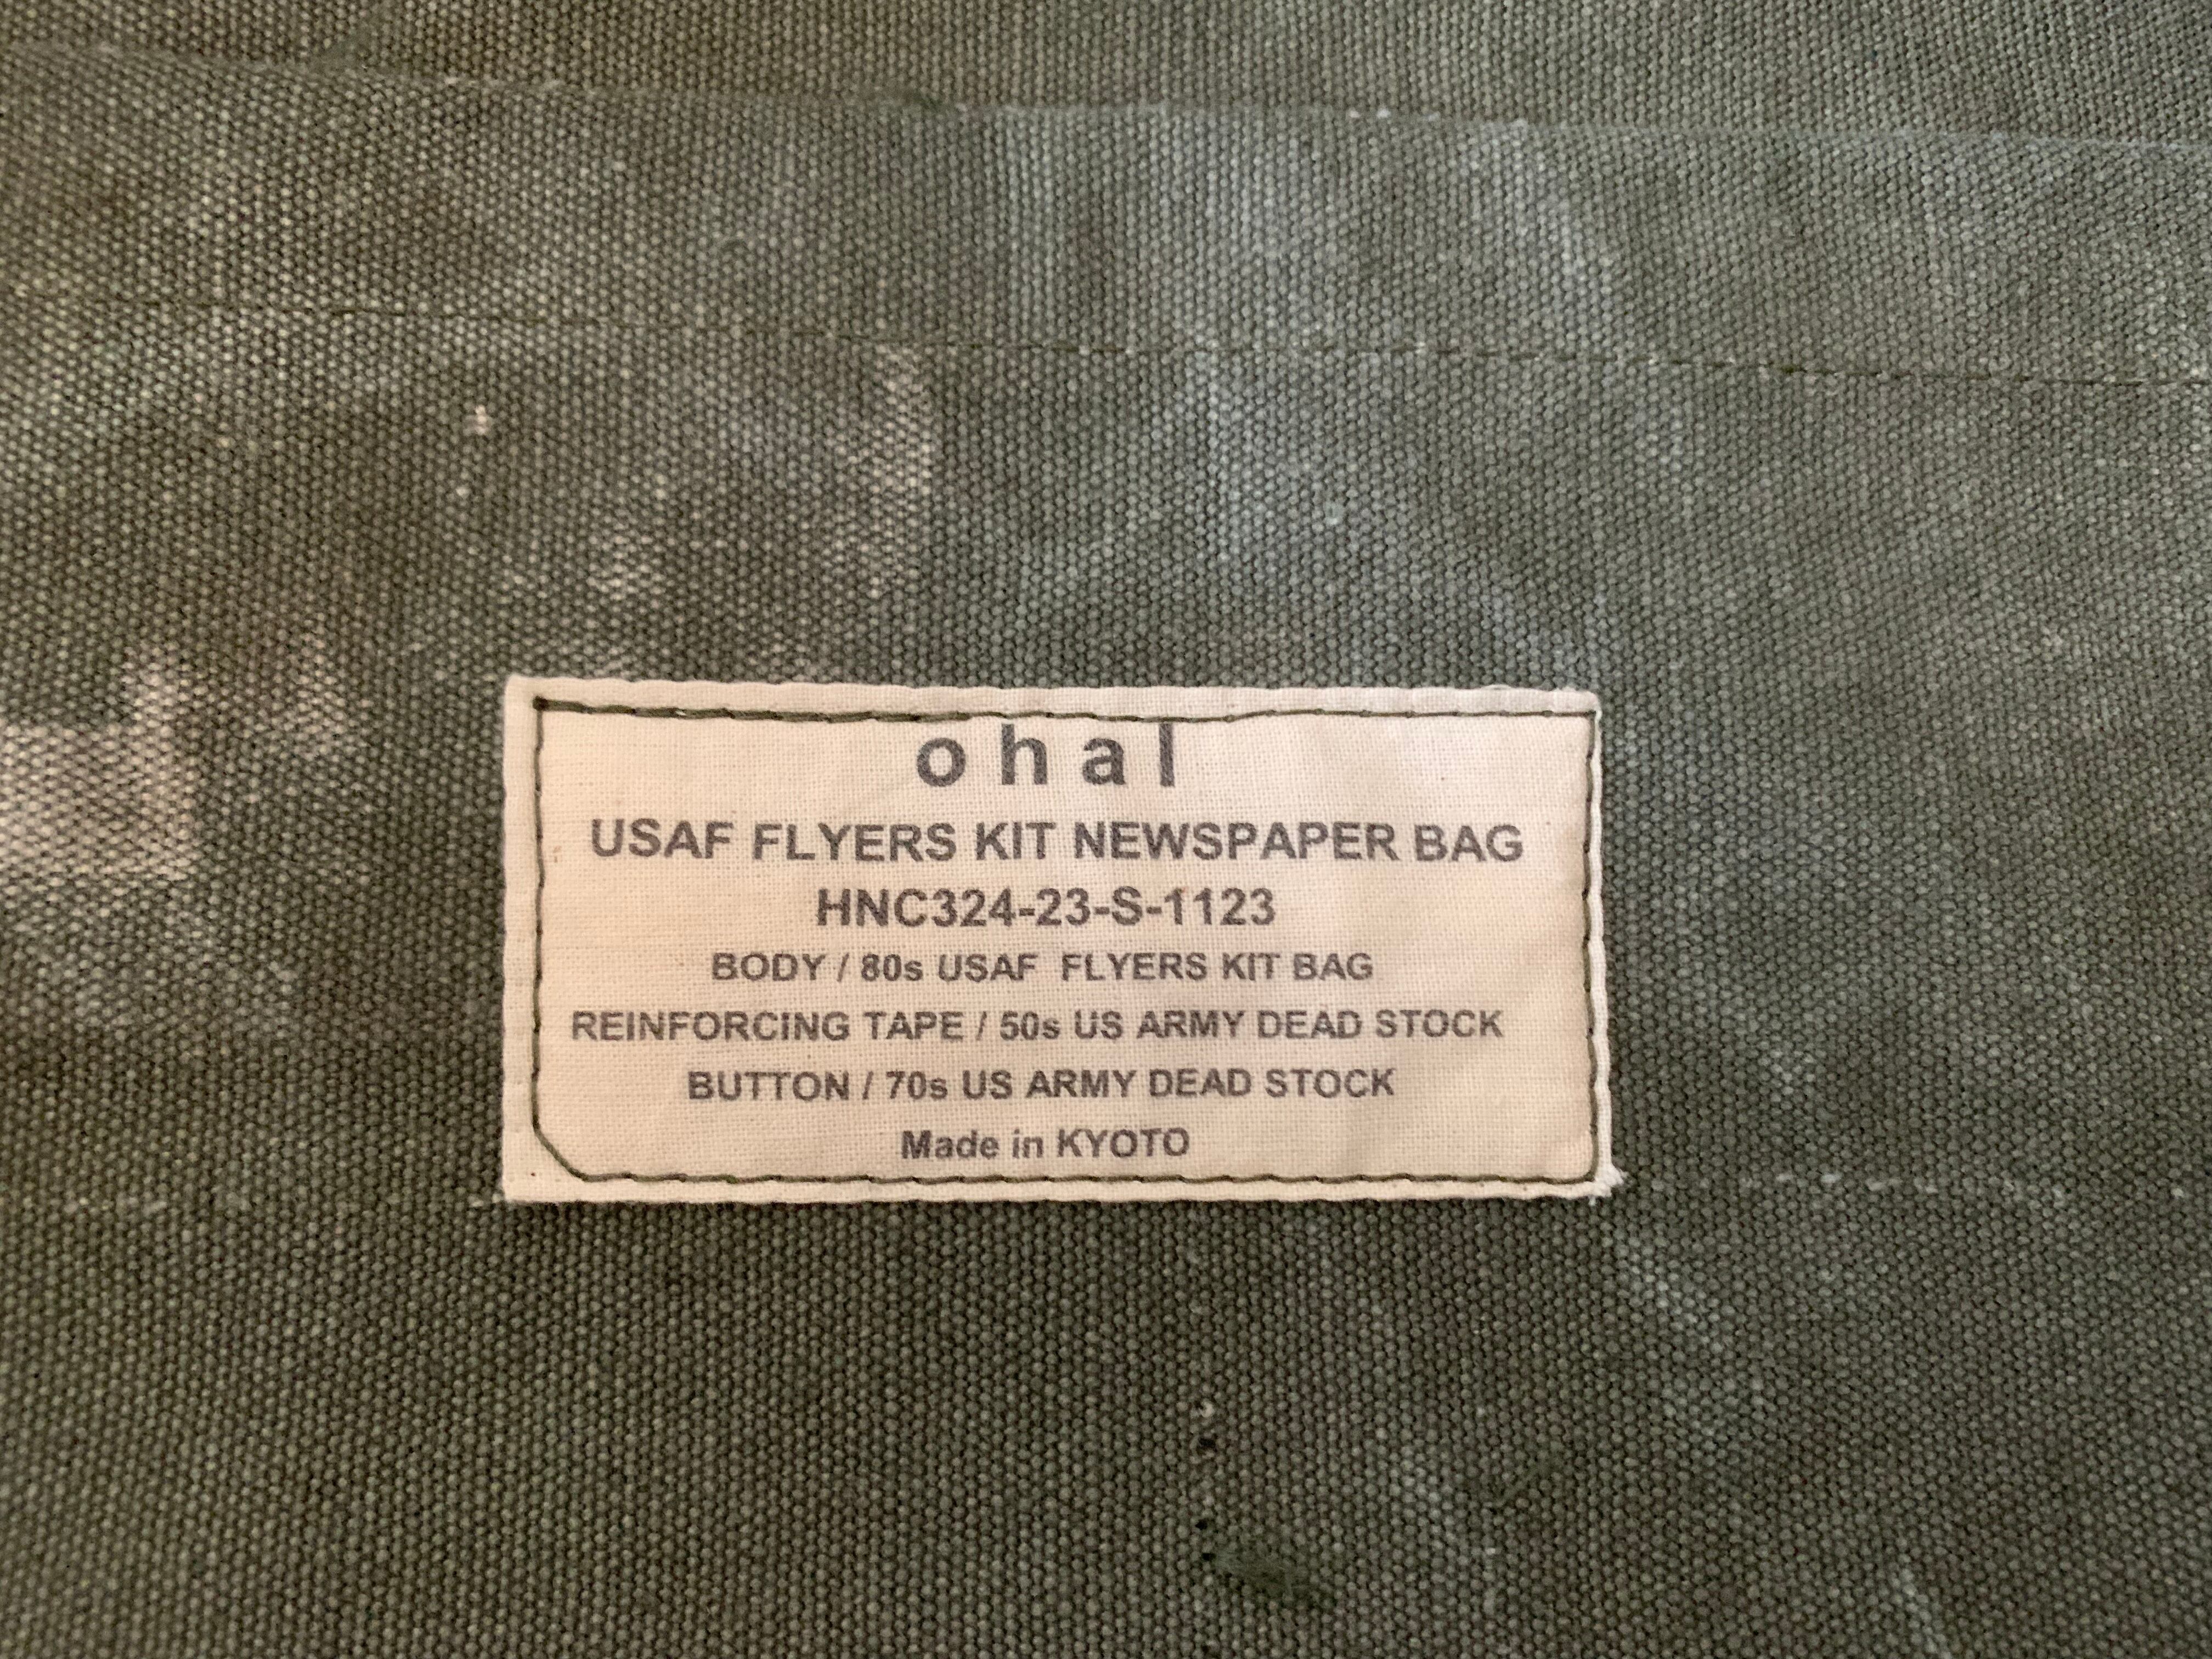 ohal
USAF FLYERS KIT NEWSPAPER BAG
HNC324-23-S-1123
BODY / 80s USAF FLYERS KIT BAG
REINFORCING TAPE / 50s US ARMY DEAD STOCK
BUTTON / 70s US ARMY DEAD STOCK
Made in KYOTO